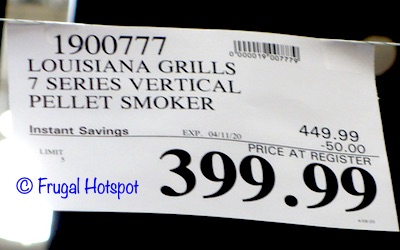 1900777
0000019007779
LOUISIANA GRILLS
7 SERIES VERTICAL
PELLET SMOKER
449.99
Instant Savings EXP. 04/11/20 -50.00
PRICE AT REGISTER
LIMIT
5
399.99
© Frugal Hotspot